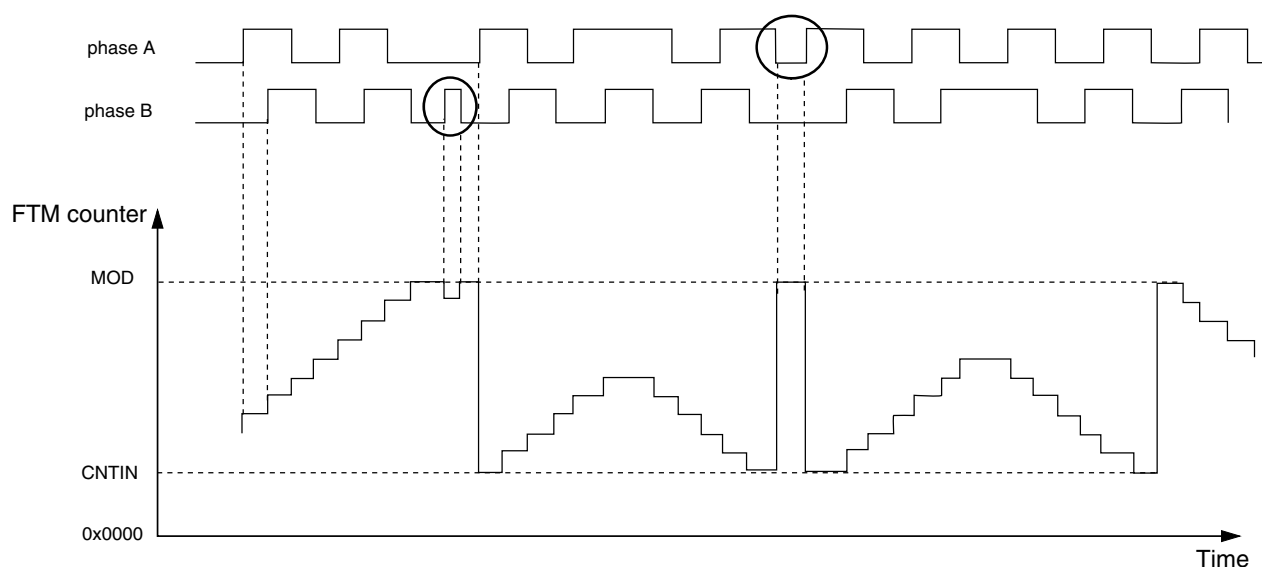 phase A
phase B
FTM counter
MOD
CNTIN
0x0000
Time